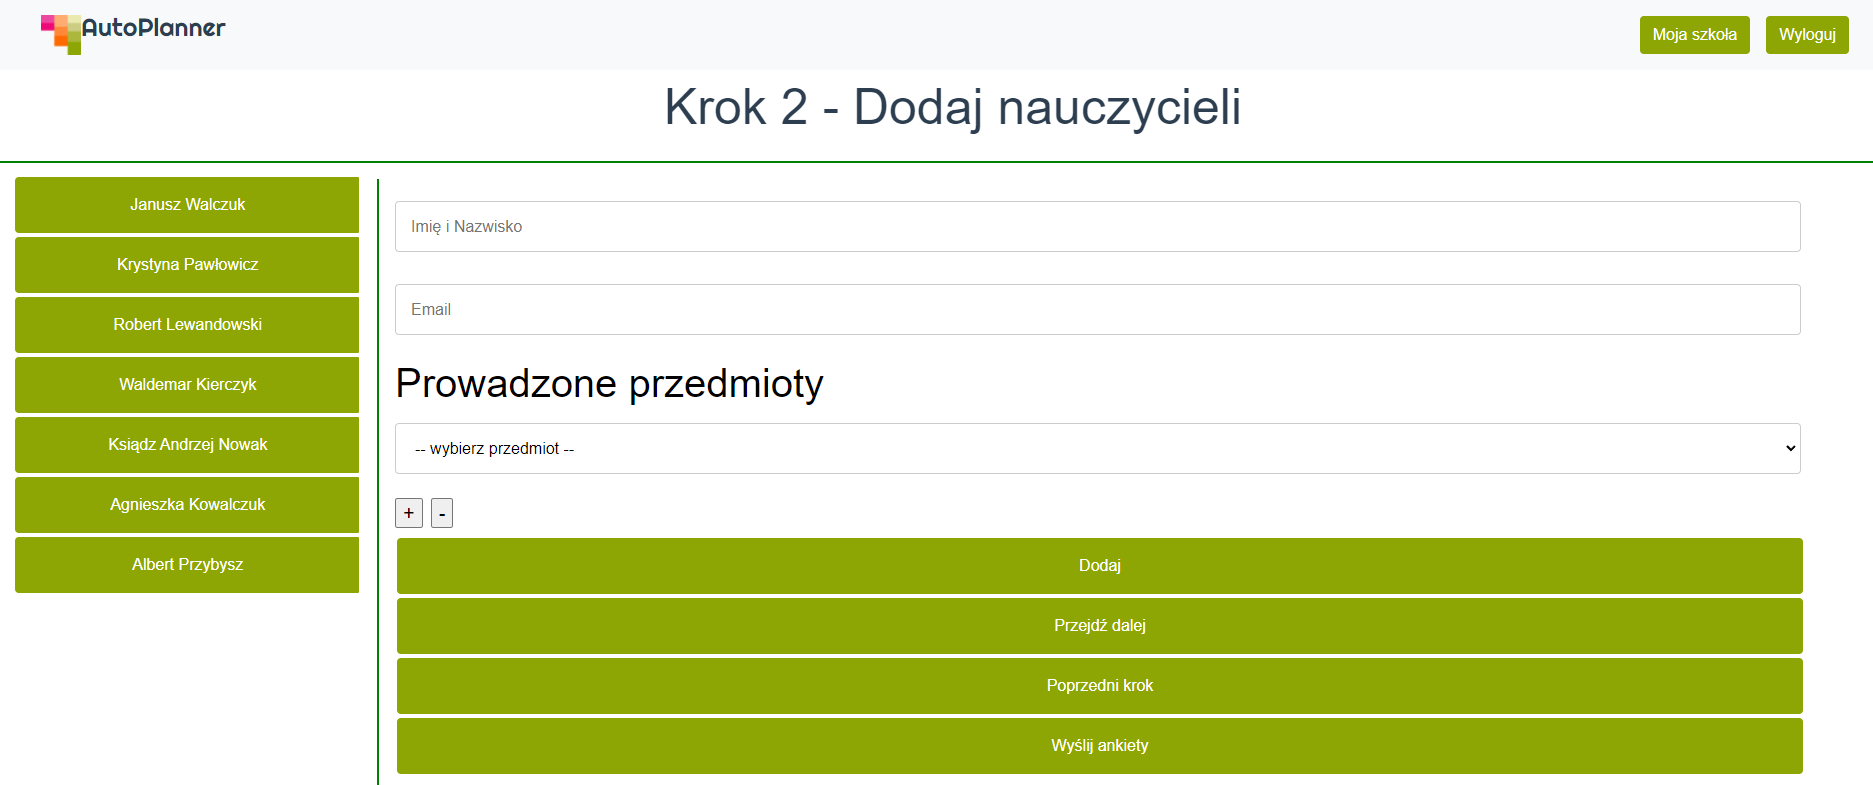 AutoPlanner
Moja szkoła
Wyloguj
Krok 2 - Dodaj nauczycieli
Janusz Walczuk
Krystyna Pawłowicz
Robert Lewandowski
Waldemar Kierczyk
Ksiądz Andrzej Nowak
Agnieszka Kowalczuk
Albert Przybysz
Imię i Nazwisko
Email
Prowadzone przedmioty
-- wybierz przedmiot --
+ -
Dodaj
Przejdź dalej
Poprzedni krok
Wyślij ankiety